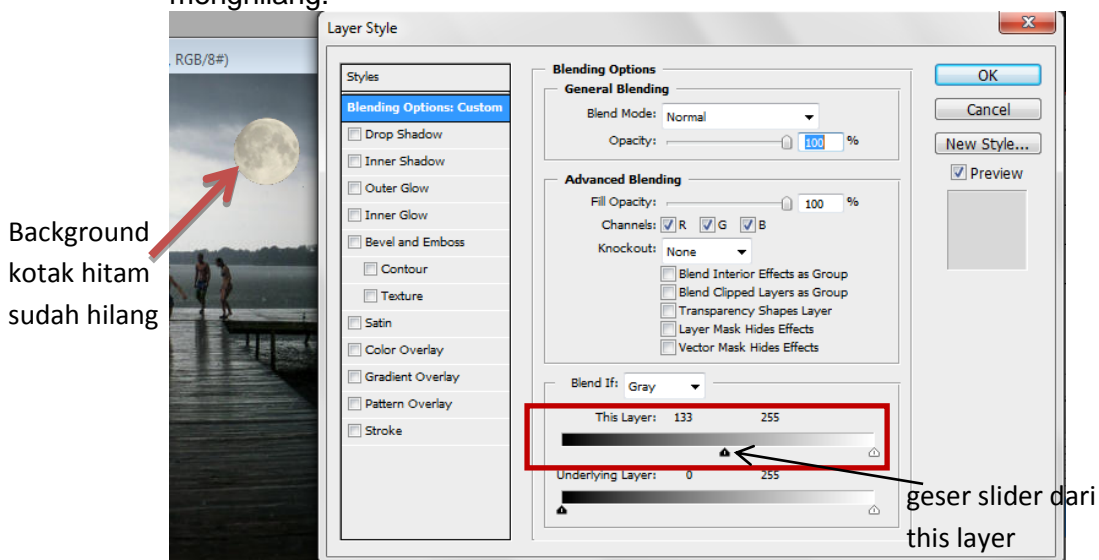 menghilang.
Layer Style
, RGB/8#)
Styles
Blending Options: Custom
Drop Shadow
Inner Shadow
Outer Glow
Inner Glow
Bevel and Emboss
Contour
Texture
Satin
Color Overlay
Gradient Overlay
Pattern Overlay
Stroke
Blending Options
General Blending
Blend Mode: Normal
Opacity: 100 %
Advanced Blending
Fill Opacity: 100 %
Channels: R G B
Knockout: None
Blend Interior Effects as Group
Blend Clipped Layers as Group
Transparency Shapes Layer
Layer Mask Hides Effects
Vector Mask Hides Effects
Blend If: Gray
This Layer: 133 255
Underlying Layer: 0 255
OK
Cancel
New Style...
Preview
Background
kotak hitam
sudah hilang
geser slider dari
this layer